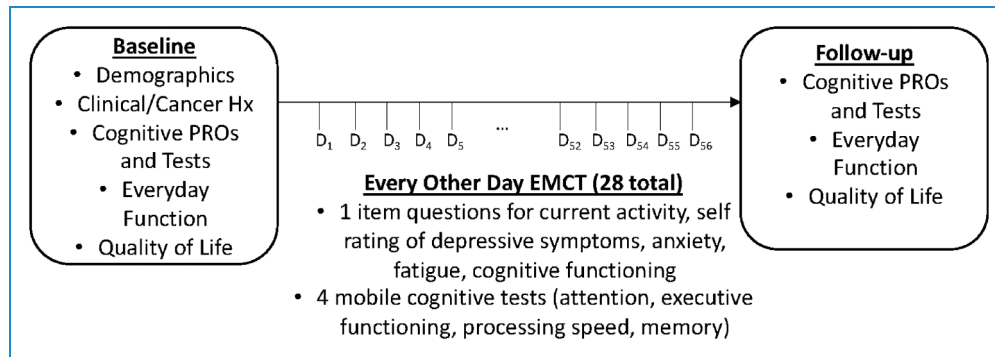 Baseline
• Demographics
• Clinical/Cancer Hx
• Cognitive PROs
and Tests
• Everyday
Function
• Quality of Life
D1 D2 D3 D4 D5 ... D52 D53 D54 D55 D56
Every Other Day EMCT (28 total)
• 1 item questions for current activity, self
rating of depressive symptoms, anxiety,
fatigue, cognitive functioning
• 4 mobile cognitive tests (attention, executive
functioning, processing speed, memory)
Follow-up
• Cognitive PROs
and Tests
• Everyday
Function
• Quality of Life